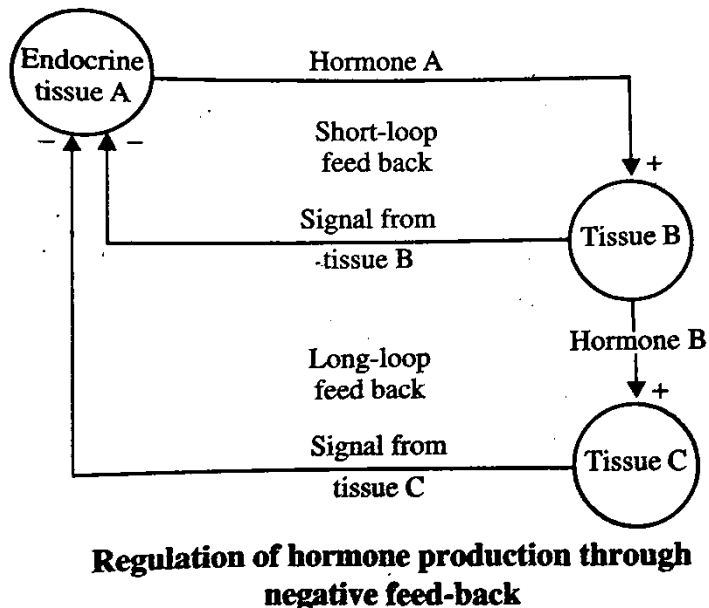 Endocrine
tissue A
Hormone A
Short-loop
feed back
−
−
+
Signal from
tissue B
Tissue B
Hormone B
Long-loop
feed back
+
Signal from
tissue C
Tissue C
Regulation of hormone production through
negative feed-back